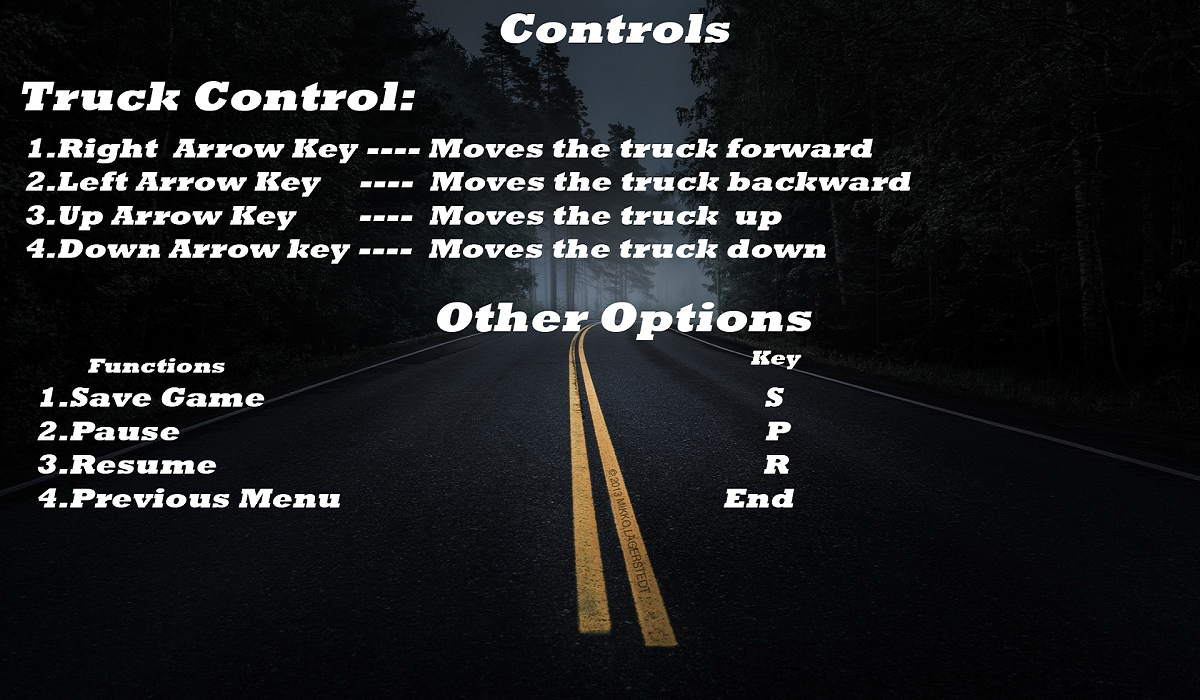 Controls
Truck Control:
1.Right Arrow Key ---- Moves the truck forward
2.Left Arrow Key ---- Moves the truck backward
3.Up Arrow Key ---- Moves the truck up
4.Down Arrow key ---- Moves the truck down
Other Options
Functions Key
1.Save Game S
2.Pause P
3.Resume R
4.Previous Menu End
© 2013 MIKKO LAGERSTEDT